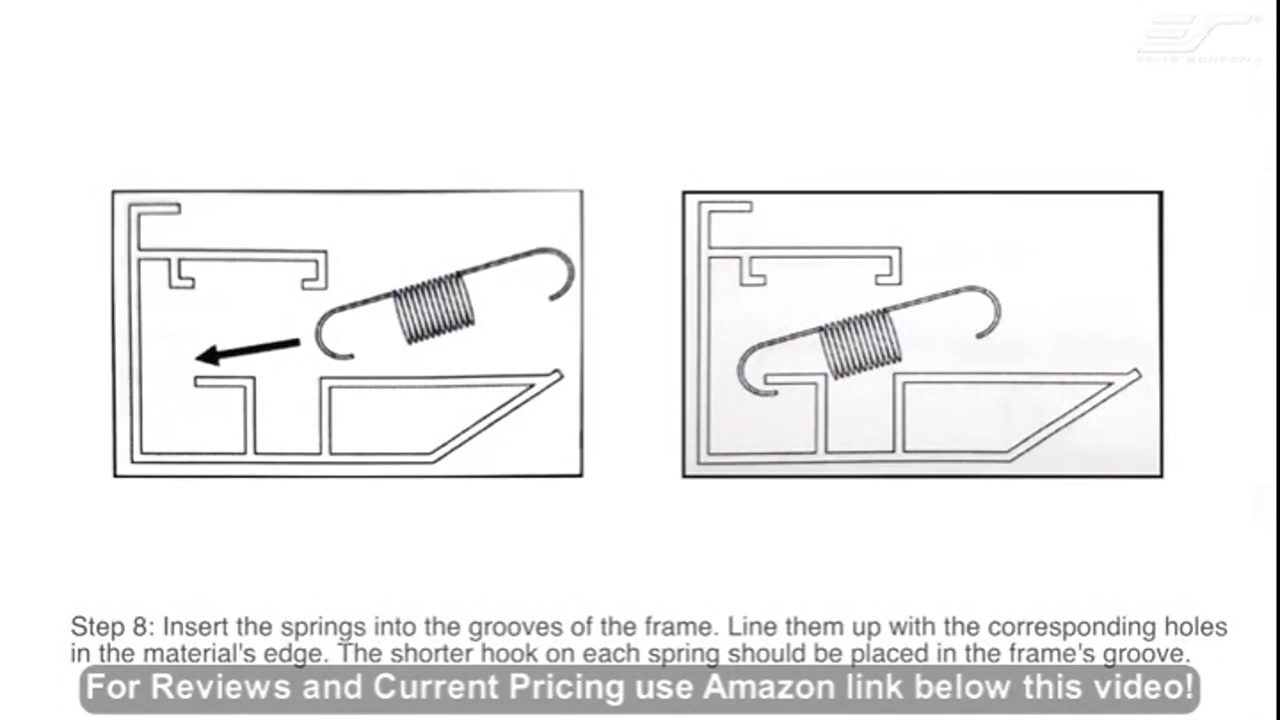 Step 8: Insert the springs into the grooves of the frame. Line them up with the corresponding holes
in the material's edge. The shorter hook on each spring should be placed in the frame's groove.
For Reviews and Current Pricing use Amazon link below this video!